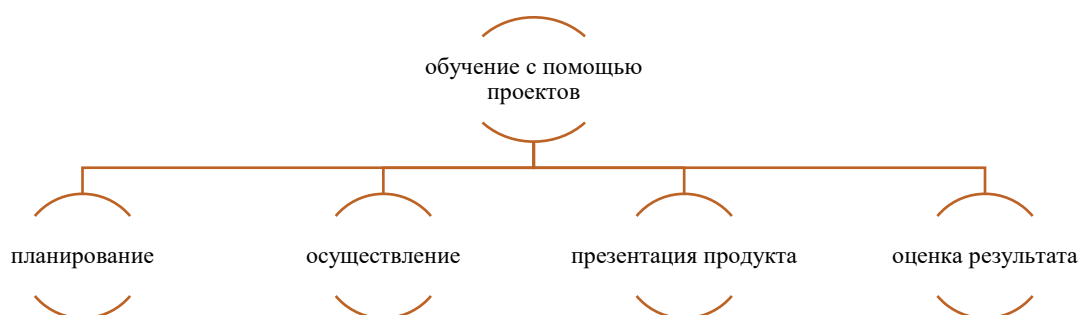 обучение с помощью
проектов
планирование
осуществление
презентация продукта
оценка результата